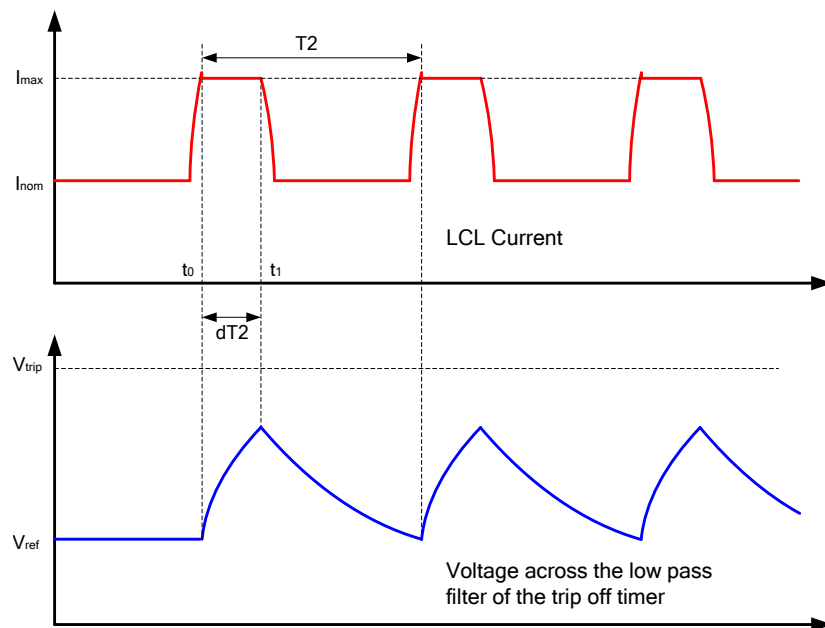 T2
Imax
Inom
LCL Current
t0
t1
dT2
Vtrip
Vref
Voltage across the low pass
filter of the trip off timer